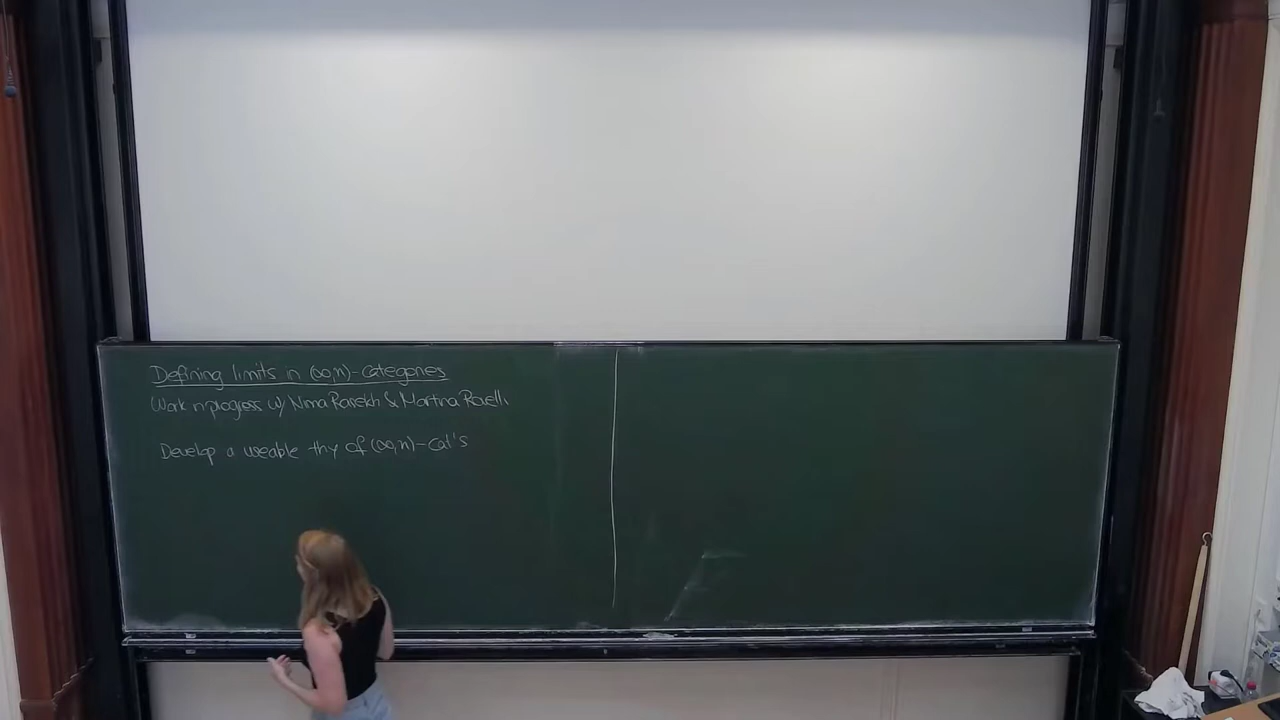 Defining limits in (∞,n)-categories
Work in progress w/ Nima Rasekh & Martina Rovelli
Develop a useable thy of (∞,n)-cat's